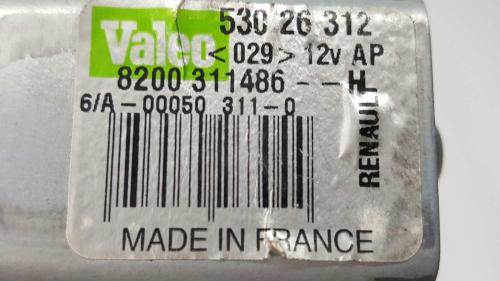 Valeo 530 26 312
<029> 12v AP
8200 311486 -- H
6/A-00050 311-0
RENAULT
MADE IN FRANCE